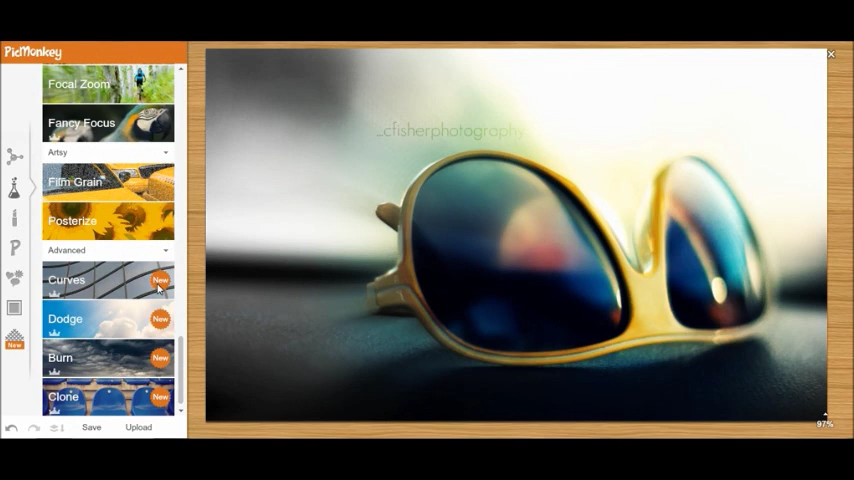 PicMonkey
Focal Zoom
Fancy Focus
Artsy
Film Grain
Posterize
Advanced
Curves
New
Dodge
New
Burn
New
Clone
New
New
Save
Upload
_cfisherphotography
97%